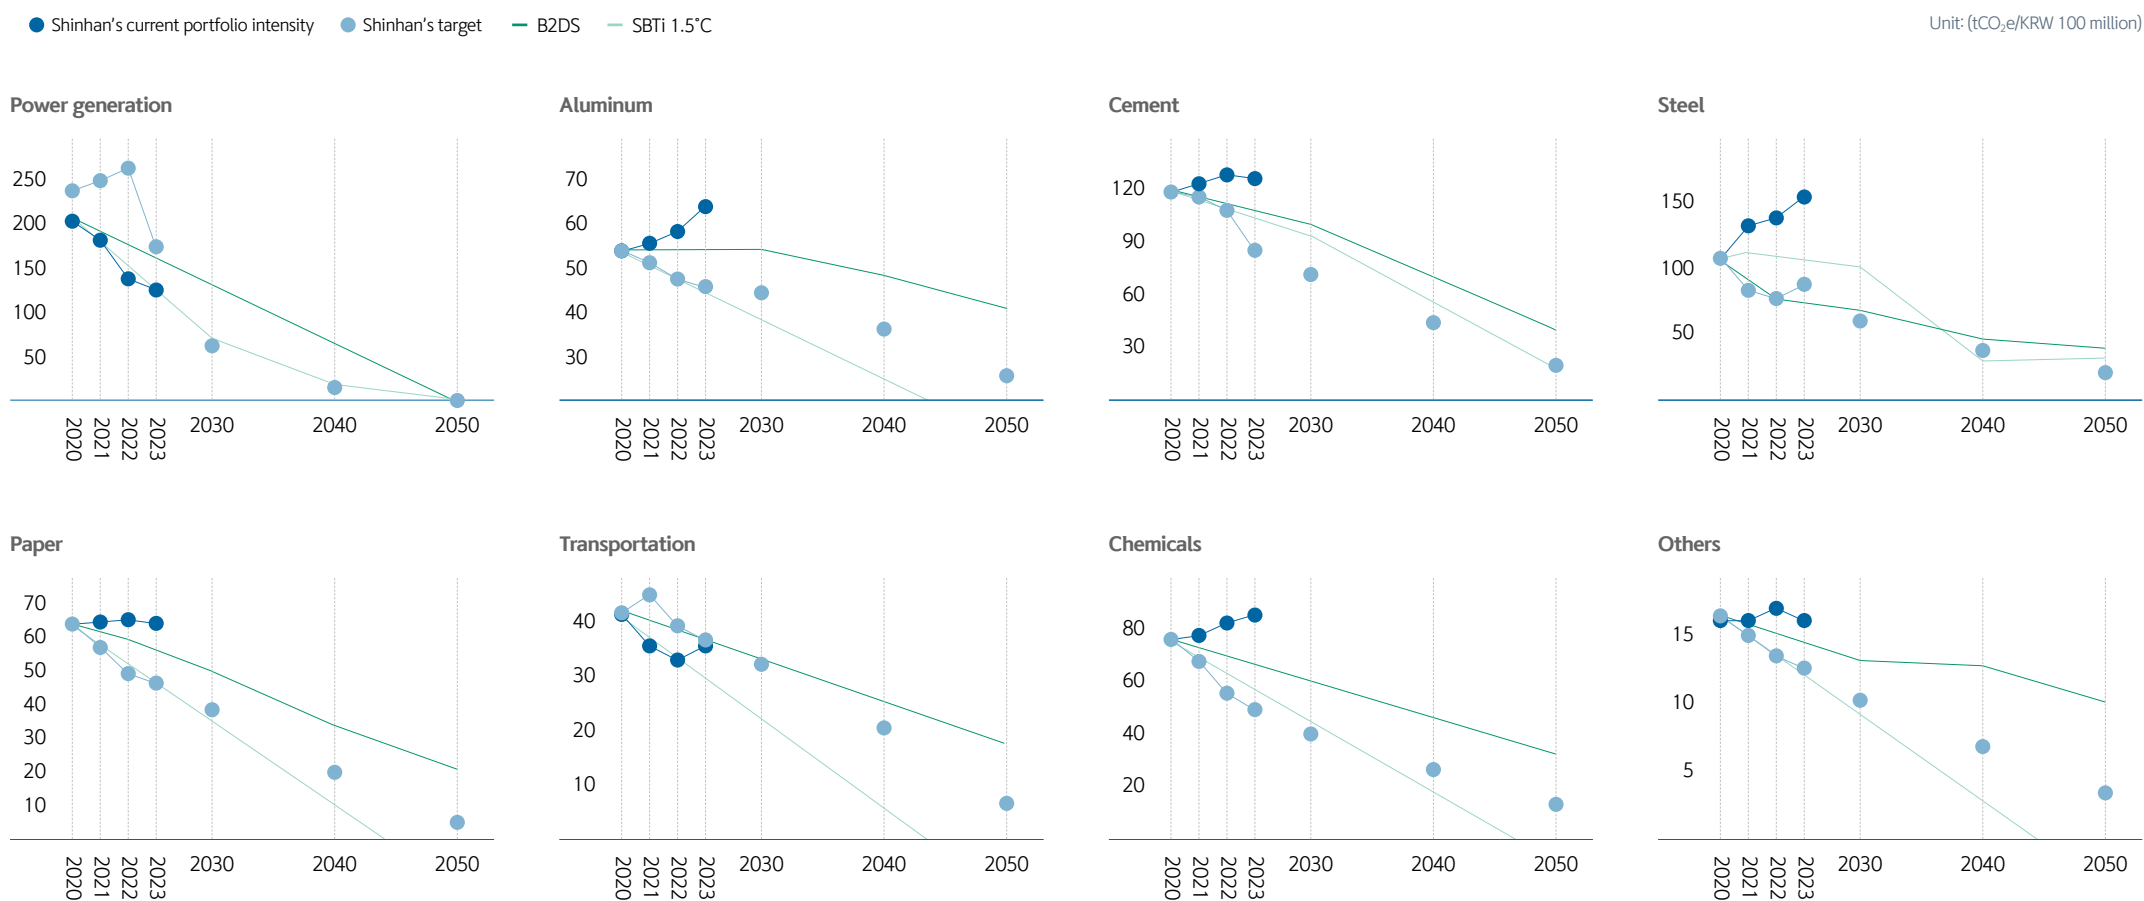 Shinhan's current portfolio intensity Shinhan's target B2DS SBTi 1.5˚C
Unit: (tCO₂e/KRW 100 million)
Power generation
250
200
150
100
50
2020 2021 2022 2023 2030 2040 2050
Aluminum
70
60
50
40
30
2020 2021 2022 2023 2030 2040 2050
Cement
120
90
60
30
2020 2021 2022 2023 2030 2040 2050
Steel
150
100
50
2020 2021 2022 2023 2030 2040 2050
Paper
70
60
50
40
30
20
10
2020 2021 2022 2023 2030 2040 2050
Transportation
40
30
20
10
2020 2021 2022 2023 2030 2040 2050
Chemicals
80
60
40
20
2020 2021 2022 2023 2030 2040 2050
Others
15
10
5
2020 2021 2022 2023 2030 2040 2050